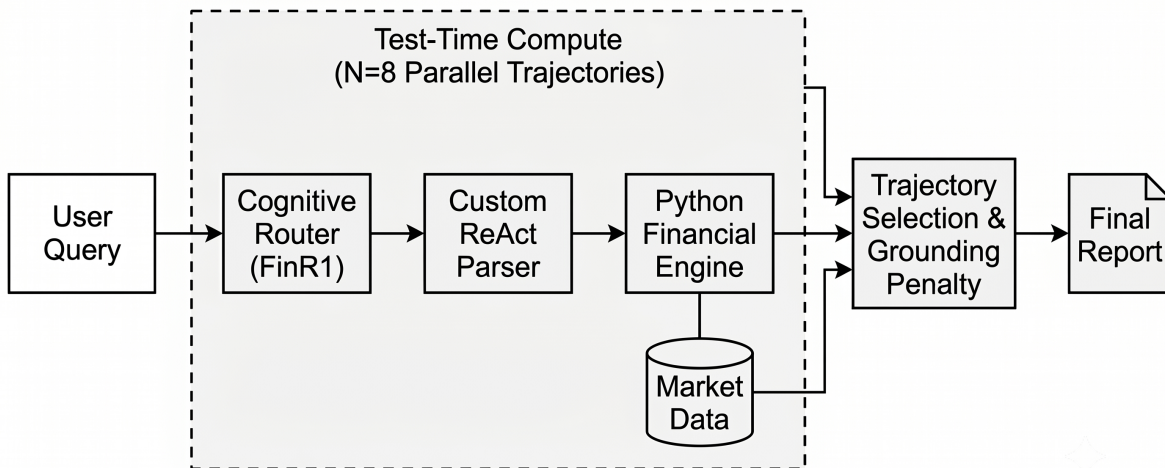 Test-Time Compute
(N=8 Parallel Trajectories)
User
Query
Cognitive
Router
(FinR1)
Custom
ReAct
Parser
Python
Financial
Engine
Market
Data
Trajectory
Selection &
Grounding
Penalty
Final
Report